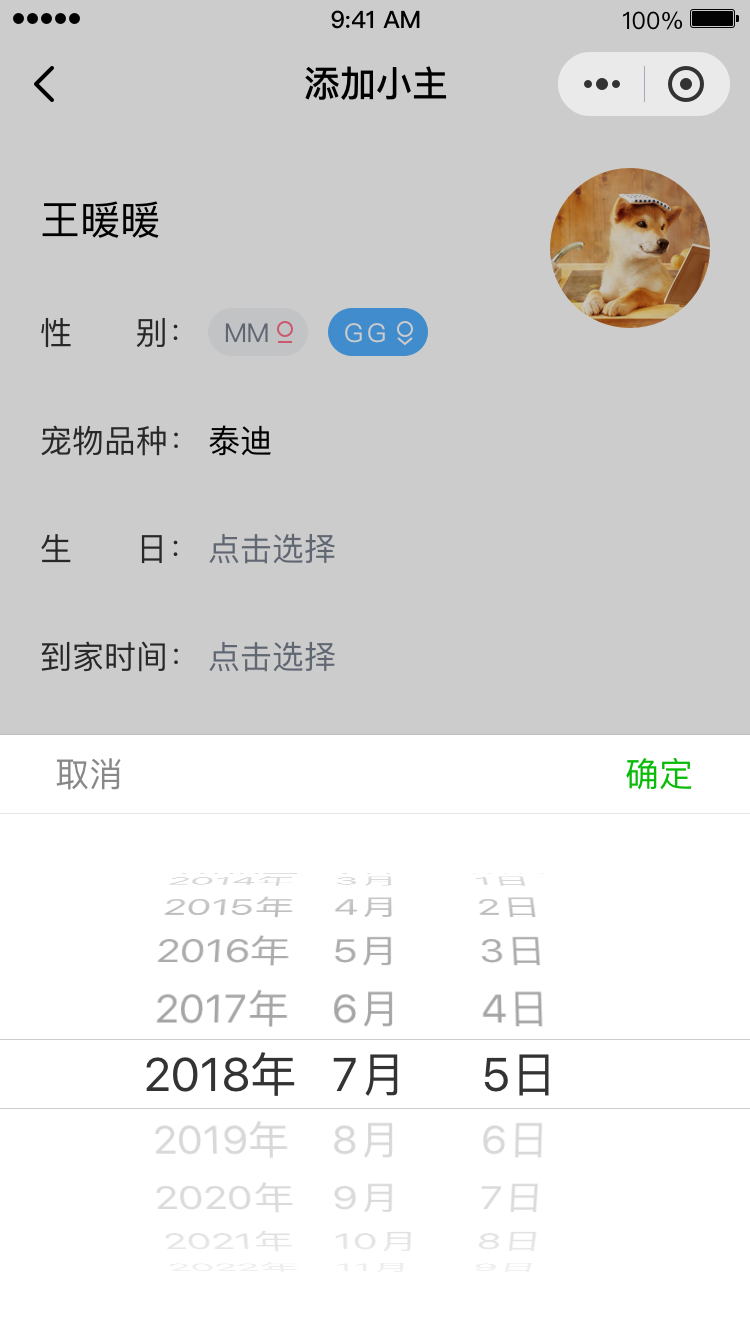 9:41 AM 100%
添加小主
王暖暖
性 别： MM GG
宠物品种： 泰迪
生 日： 点击选择
到家时间： 点击选择
取消 确定
2014年 3月 1日
2015年 4月 2日
2016年 5月 3日
2017年 6月 4日
2018年 7月 5日
2019年 8月 6日
2020年 9月 7日
2021年 10月 8日
2022年 11月 9日